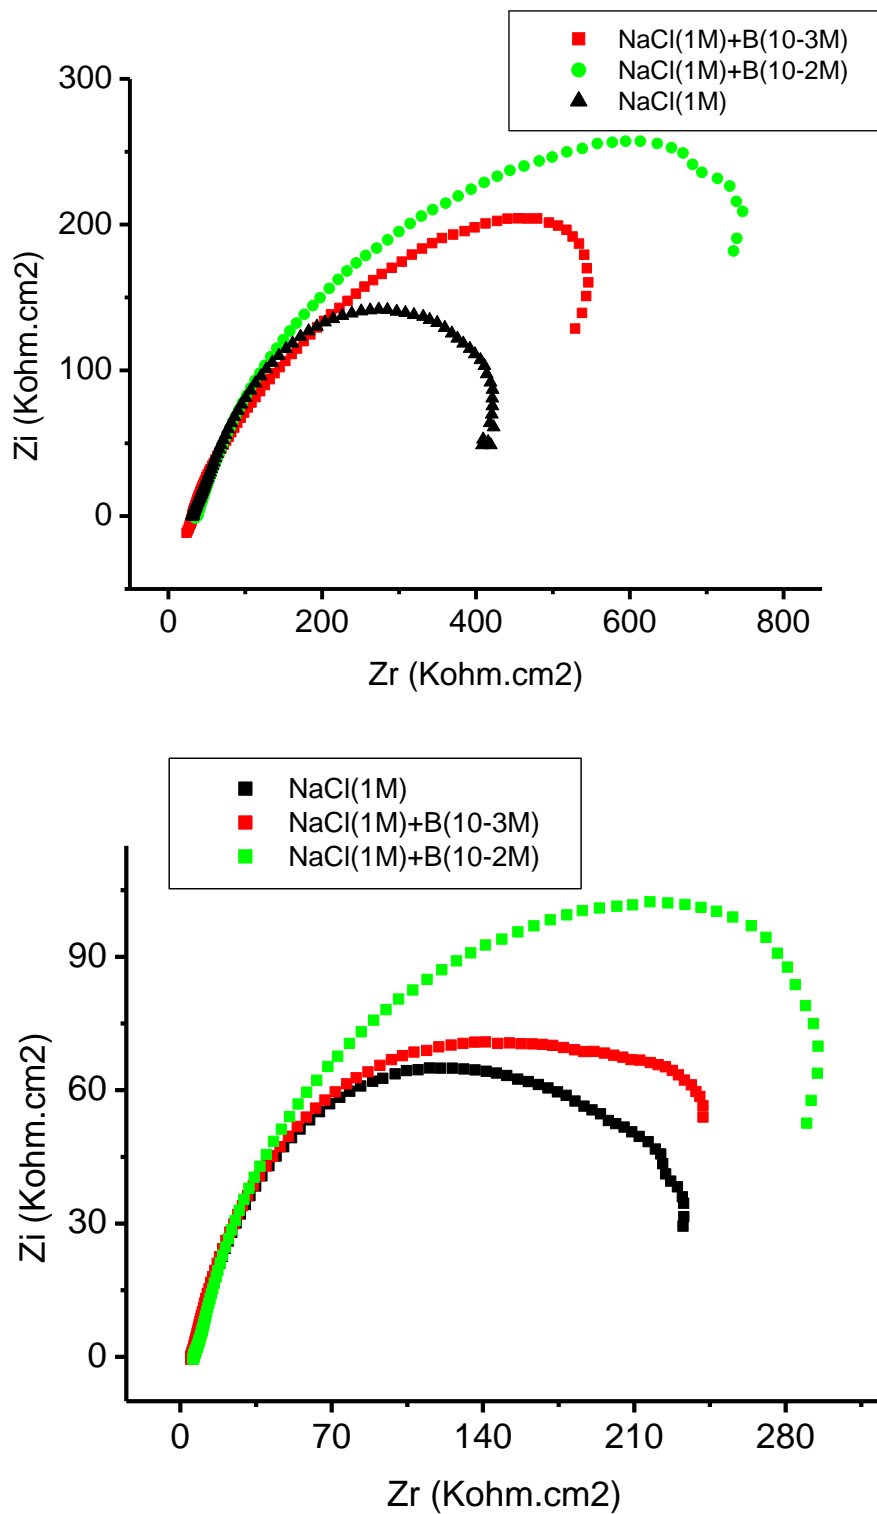 NaCl(1M)+B(10-3M)
NaCl(1M)+B(10-2M)
NaCl(1M)
300
200
100
0
Zi (Kohm.cm2)
0 200 400 600 800
Zr (Kohm.cm2)
NaCl(1M)
NaCl(1M)+B(10-3M)
NaCl(1M)+B(10-2M)
90
60
30
0
Zi (Kohm.cm2)
0 70 140 210 280
Zr (Kohm.cm2)